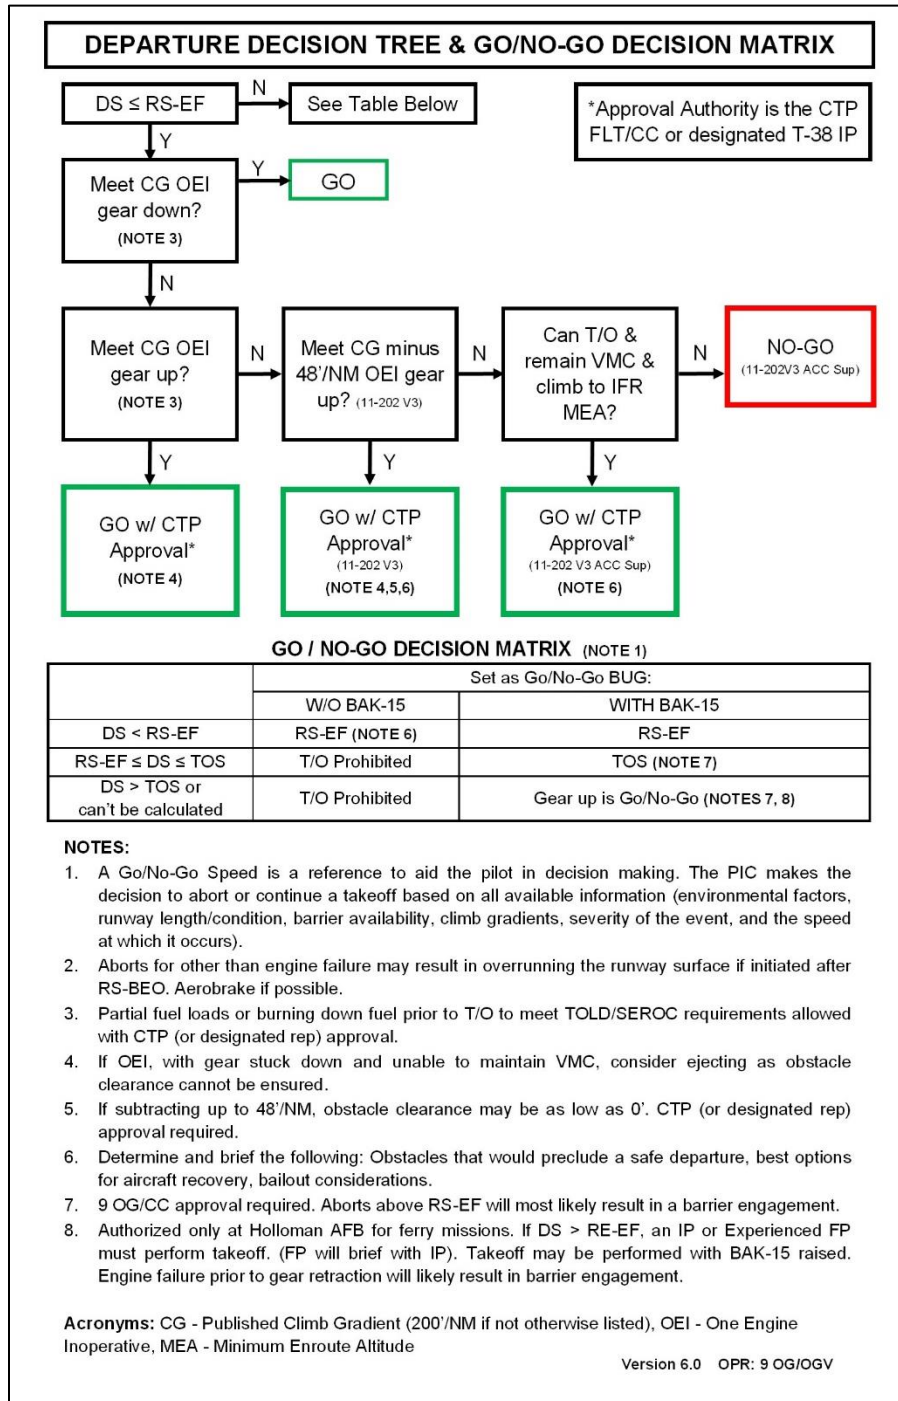 DEPARTURE DECISION TREE & GO/NO-GO DECISION MATRIX
DS ≤ RS-EF
N
See Table Below
*Approval Authority is the CTP
FLT/CC or designated T-38 IP
Y
Meet CG OEI
gear down?
(NOTE 3)
Y
GO
N
Meet CG OEI
gear up?
(NOTE 3)
N
Meet CG minus
48'/NM OEI gear
up? (11-202 V3)
N
Can T/O &
remain VMC &
climb to IFR
MEA?
N
NO-GO
(11-202V3 ACC Sup)
Y
Y
Y
GO w/ CTP
Approval*
(NOTE 4)
GO w/ CTP
Approval*
(11-202 V3)
(NOTE 4,5,6)
GO w/ CTP
Approval*
(11-202 V3 ACC Sup)
(NOTE 6)
GO / NO-GO DECISION MATRIX (NOTE 1)
Set as Go/No-Go BUG:
W/O BAK-15 WITH BAK-15
DS < RS-EF RS-EF (NOTE 6) RS-EF
RS-EF ≤ DS ≤ TOS T/O Prohibited TOS (NOTE 7)
DS > TOS or
can't be calculated T/O Prohibited Gear up is Go/No-Go (NOTES 7, 8)
NOTES:
1. A Go/No-Go Speed is a reference to aid the pilot in decision making. The PIC makes the
decision to abort or continue a takeoff based on all available information (environmental factors,
runway length/condition, barrier availability, climb gradients, severity of the event, and the speed
at which it occurs).
2. Aborts for other than engine failure may result in overrunning the runway surface if initiated after
RS-BEO. Aerobrake if possible.
3. Partial fuel loads or burning down fuel prior to T/O to meet TOLD/SEROC requirements allowed
with CTP (or designated rep) approval.
4. If OEI, with gear stuck down and unable to maintain VMC, consider ejecting as obstacle
clearance cannot be ensured.
5. If subtracting up to 48'/NM, obstacle clearance may be as low as 0'. CTP (or designated rep)
approval required.
6. Determine and brief the following: Obstacles that would preclude a safe departure, best options
for aircraft recovery, bailout considerations.
7. 9 OG/CC approval required. Aborts above RS-EF will most likely result in a barrier engagement.
8. Authorized only at Holloman AFB for ferry missions. If DS > RE-EF, an IP or Experienced FP
must perform takeoff. (FP will brief with IP). Takeoff may be performed with BAK-15 raised.
Engine failure prior to gear retraction will likely result in barrier engagement.
Acronyms: CG - Published Climb Gradient (200'/NM if not otherwise listed), OEI - One Engine
Inoperative, MEA - Minimum Enroute Altitude
Version 6.0 OPR: 9 OG/OGV